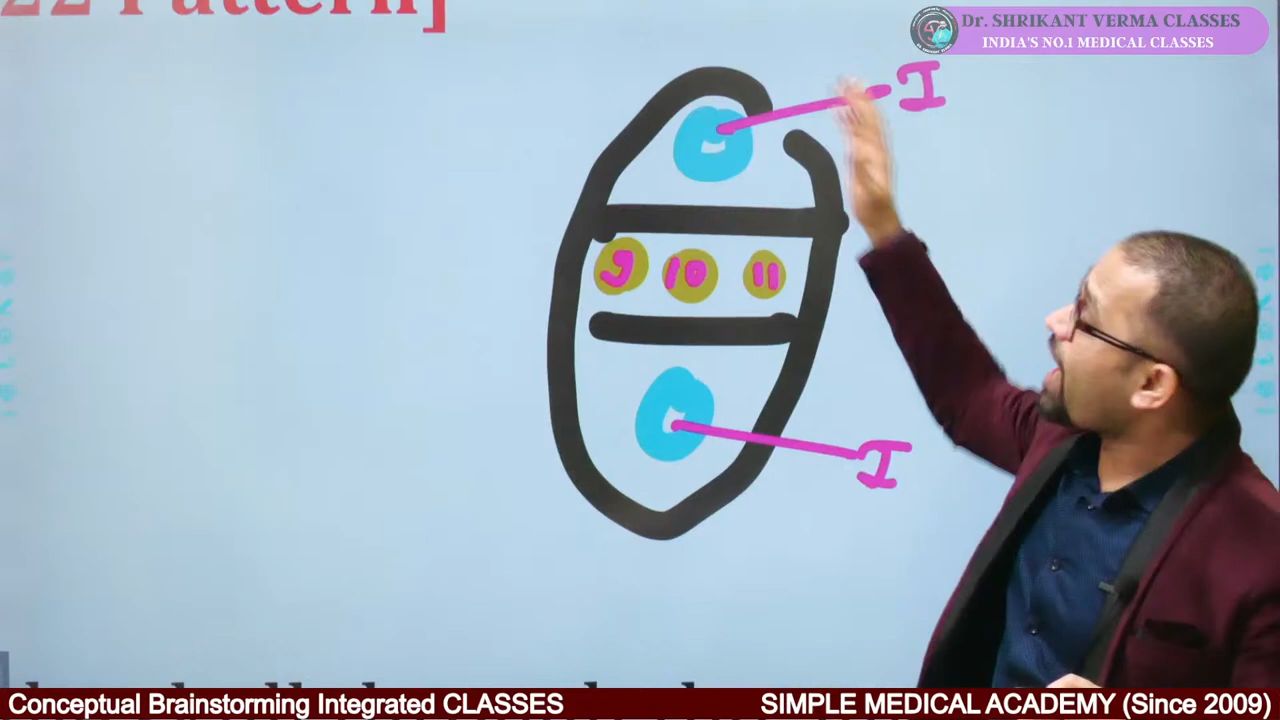 22 Pattern]
Dr. SHRIKANT VERMA CLASSES
INDIA'S NO.1 MEDICAL CLASSES
I
9 10 11
I
Conceptual Brainstorming Integrated CLASSES
SIMPLE MEDICAL ACADEMY (Since 2009)